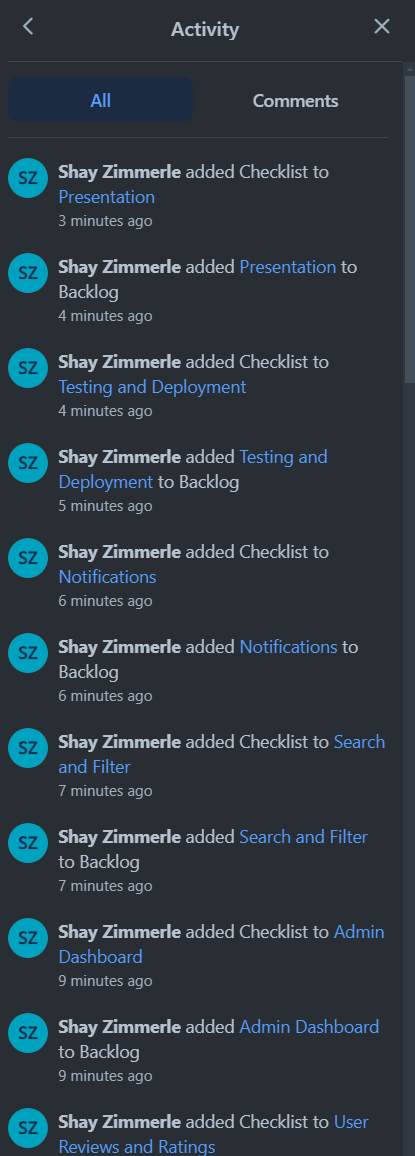 Activity
All
Comments
SZ
Shay Zimmerle added Checklist to
Presentation
3 minutes ago
SZ
Shay Zimmerle added Presentation to
Backlog
4 minutes ago
SZ
Shay Zimmerle added Checklist to
Testing and Deployment
4 minutes ago
SZ
Shay Zimmerle added Testing and
Deployment to Backlog
5 minutes ago
SZ
Shay Zimmerle added Checklist to
Notifications
6 minutes ago
SZ
Shay Zimmerle added Notifications to
Backlog
6 minutes ago
SZ
Shay Zimmerle added Checklist to Search
and Filter
7 minutes ago
SZ
Shay Zimmerle added Search and Filter
to Backlog
7 minutes ago
SZ
Shay Zimmerle added Checklist to Admin
Dashboard
9 minutes ago
SZ
Shay Zimmerle added Admin Dashboard
to Backlog
9 minutes ago
SZ
Shay Zimmerle added Checklist to User
Reviews and Ratings